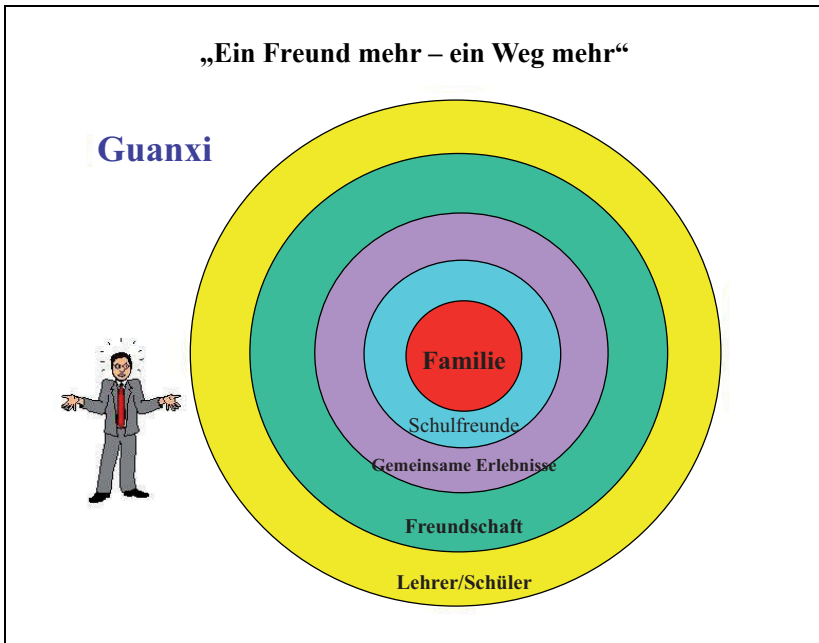 „Ein Freund mehr – ein Weg mehr“
Guanxi
Familie
Schulfreunde
Gemeinsame Erlebnisse
Freundschaft
Lehrer/Schüler